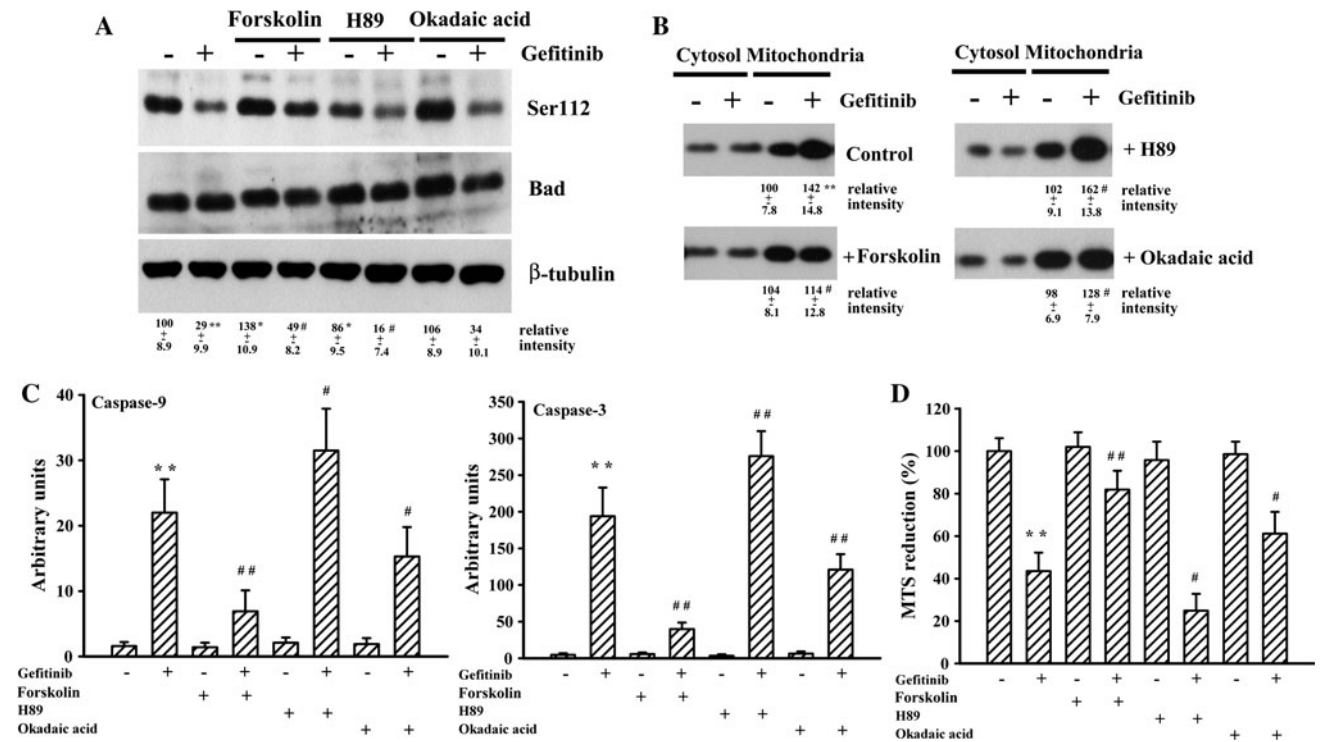 A
Forskolin H89 Okadaic acid
- + - + - + - + Gefitinib
Ser112
Bad
β-tubulin
100 29 ** 138 * 49 # 86 * 16 # 106 34 relative
± ± ± ± ± ± ± ± intensity
8.9 9.9 10.9 8.2 9.5 7.4 8.9 10.1
B
Cytosol Mitochondria
- + - + Gefitinib
Control
100 142 ** relative
± ± intensity
7.8 14.8
+ Forskolin
104 114 # relative
± ± intensity
8.1 12.8
Cytosol Mitochondria
- + - + Gefitinib
+ H89
102 162 # relative
± ± intensity
9.1 13.8
+ Okadaic acid
98 128 # relative
± ± intensity
6.9 7.9
C
Caspase-9
Arbitrary units
40
30
20
10
0
* *
# #
#
#
Gefitinib - + - + - + - +
Forskolin + +
H89 + +
Okadaic acid + +
Caspase-3
Arbitrary units
350
300
250
200
150
100
50
0
* *
# #
# #
# #
Gefitinib - + - + - + - +
Forskolin + +
H89 + +
Okadaic acid + +
D
MTS reduction (%)
120
100
80
60
40
20
0
* *
# #
#
#
Gefitinib - + - + - + - +
Forskolin + +
H89 + +
Okadaic acid + +